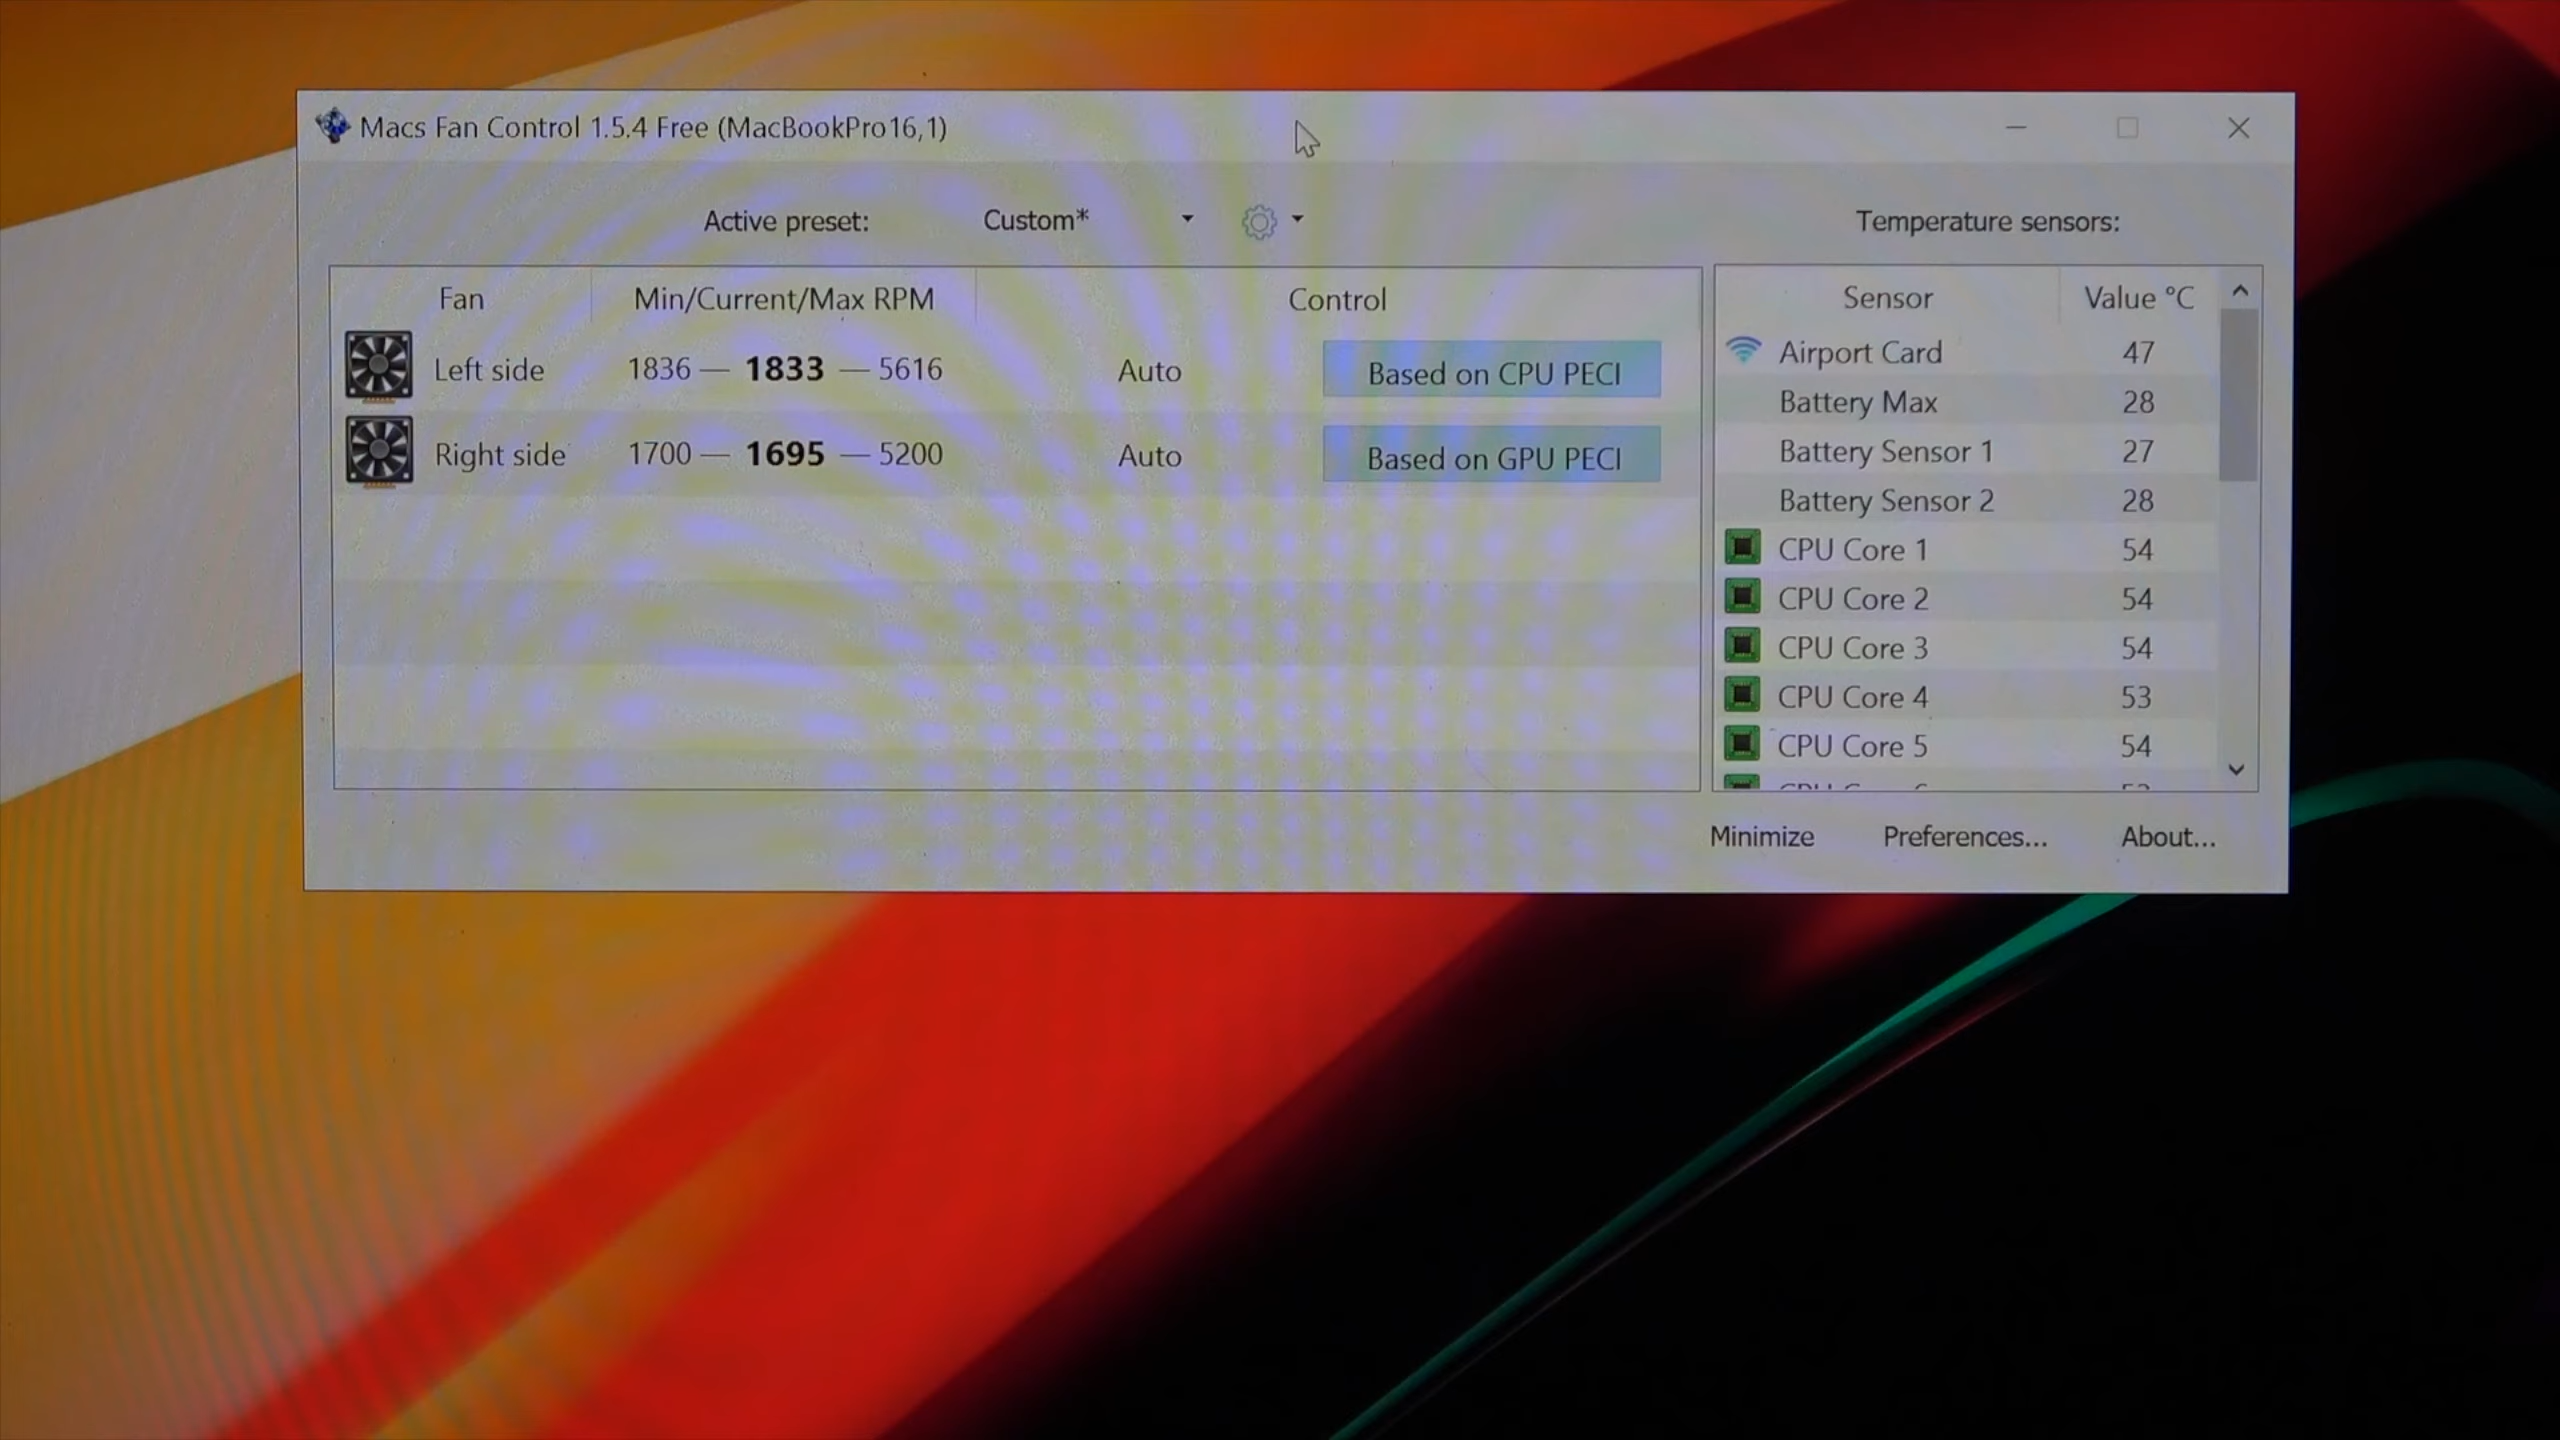 Macs Fan Control 1.5.4 Free (MacBookPro16,1)
Active preset: Custom*
Temperature sensors:
Fan Min/Current/Max RPM Control
Left side 1836 — 1833 — 5616 Auto Based on CPU PECI
Right side 1700 — 1695 — 5200 Auto Based on GPU PECI
Sensor Value °C
Airport Card 47
Battery Max 28
Battery Sensor 1 27
Battery Sensor 2 28
CPU Core 1 54
CPU Core 2 54
CPU Core 3 54
CPU Core 4 53
CPU Core 5 54
Minimize Preferences... About...